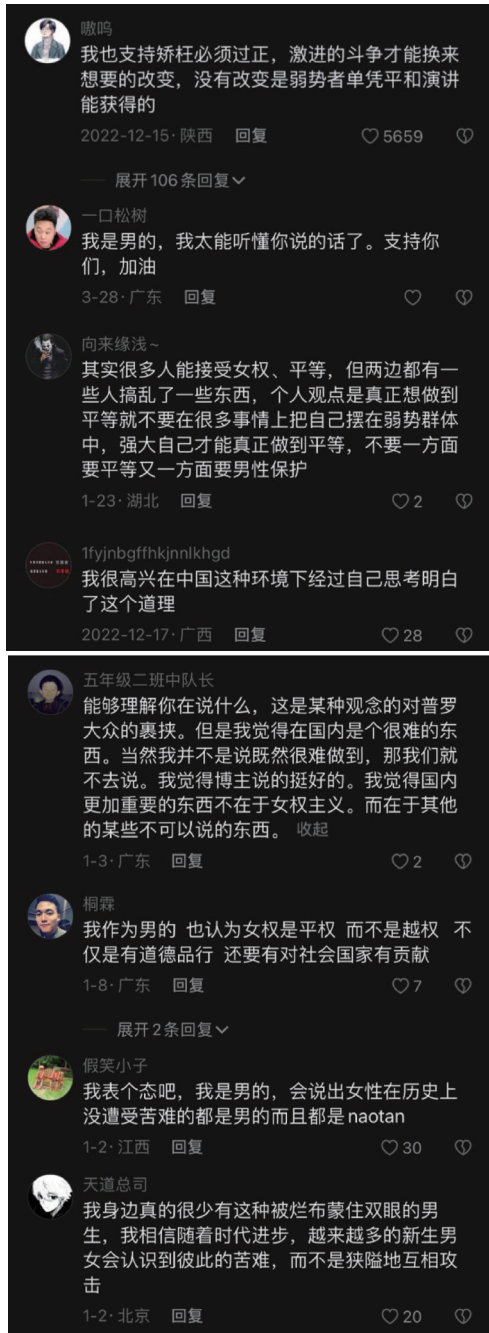 嗷呜
我也支持矫枉必须过正，激进的斗争才能换来
想要的改变，没有改变是弱势者单凭平和演讲
能获得的
2022-12-15·陕西 回复 5659
展开106条回复
一口松树
我是男的，我太能听懂你说的话了。支持你
们，加油
3-28·广东 回复
向来缘浅~
其实很多人能接受女权、平等，但两边都有一
些人搞乱了一些东西，个人观点是真正想做到
平等就不要在很多事情上把自己摆在弱势群体
中，强大自己才能真正做到平等，不要一方面
要平等又一方面要男性保护
1-23·湖北 回复 2
1fyjnbgffhkjnnlkhgd
我很高兴在中国这种环境下经过自己思考明白
了这个道理
2022-12-17·广西 回复 28
五年级二班中队长
能够理解你在说什么，这是某种观念的对普罗
大众的裹挟。但是我觉得在国内是个很难的东
西。当然我并不是说既然很难做到，那我们就
不去说。我觉得博主说的挺好的。我觉得国内
更加重要的东西不在于女权主义。而在于其他
的某些不可以说的东西。 收起
1-3·广东 回复 2
桐霖
我作为男的 也认为女权是平权 而不是越权 不
仅是有道德品行 还要有对社会国家有贡献
1-8·广东 回复 7
展开2条回复
假笑小子
我表个态吧，我是男的，会说出女性在历史上
没遭受苦难的都是男的而且都是naotan
1-2·江西 回复 30
天道总司
我身边真的很少有这种被烂布蒙住双眼的男
生，我相信随着时代进步，越来越多的新生男
女会认识到彼此的苦难，而不是狭隘地互相攻
击
1-2·北京 回复 20